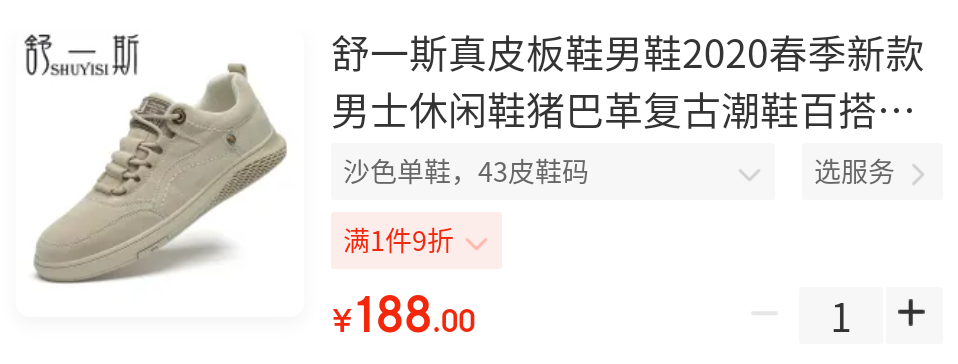 舒一斯
SHUYISI
舒一斯真皮板鞋男鞋2020春季新款
男士休闲鞋猪巴革复古潮鞋百搭…
沙色单鞋，43皮鞋码
选服务
满1件9折
¥188.00
1